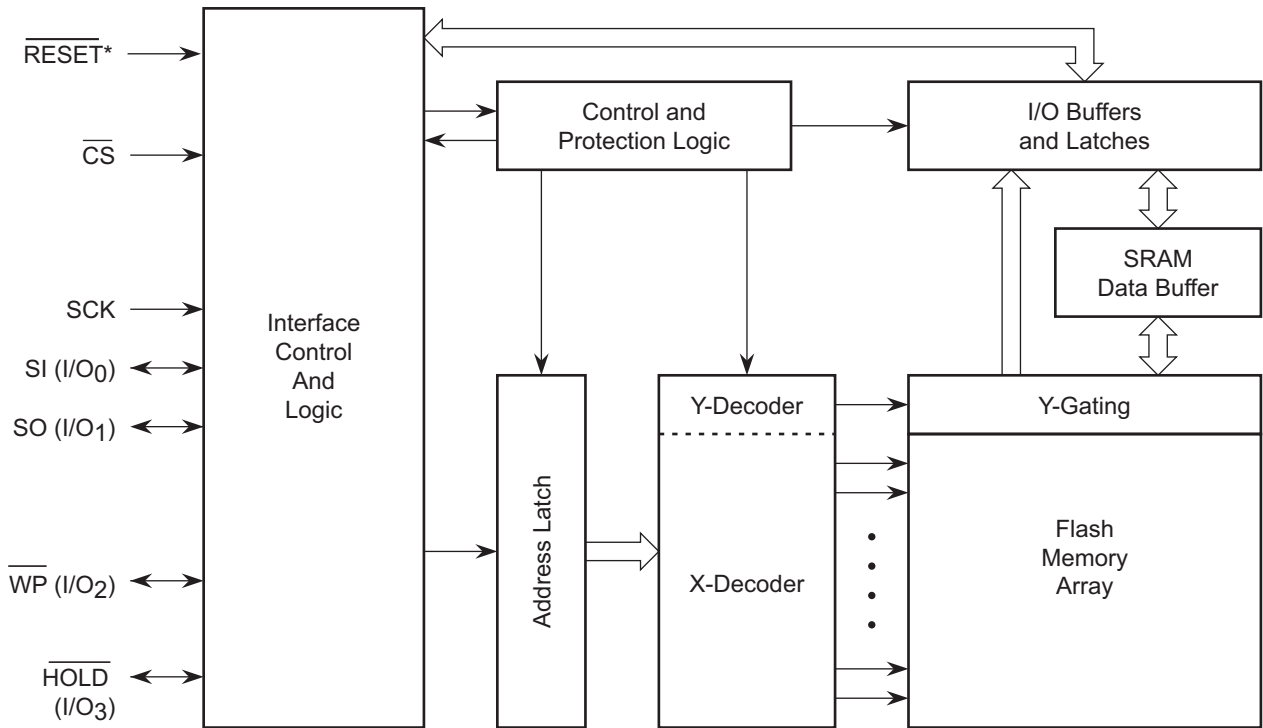 RESET*
CS
SCK
SI (I/O0)
SO (I/O1)
WP (I/O2)
HOLD
(I/O3)
Interface
Control
And
Logic
Control and
Protection Logic
I/O Buffers
and Latches
SRAM
Data Buffer
Address Latch
Y-Decoder
X-Decoder
Y-Gating
Flash
Memory
Array